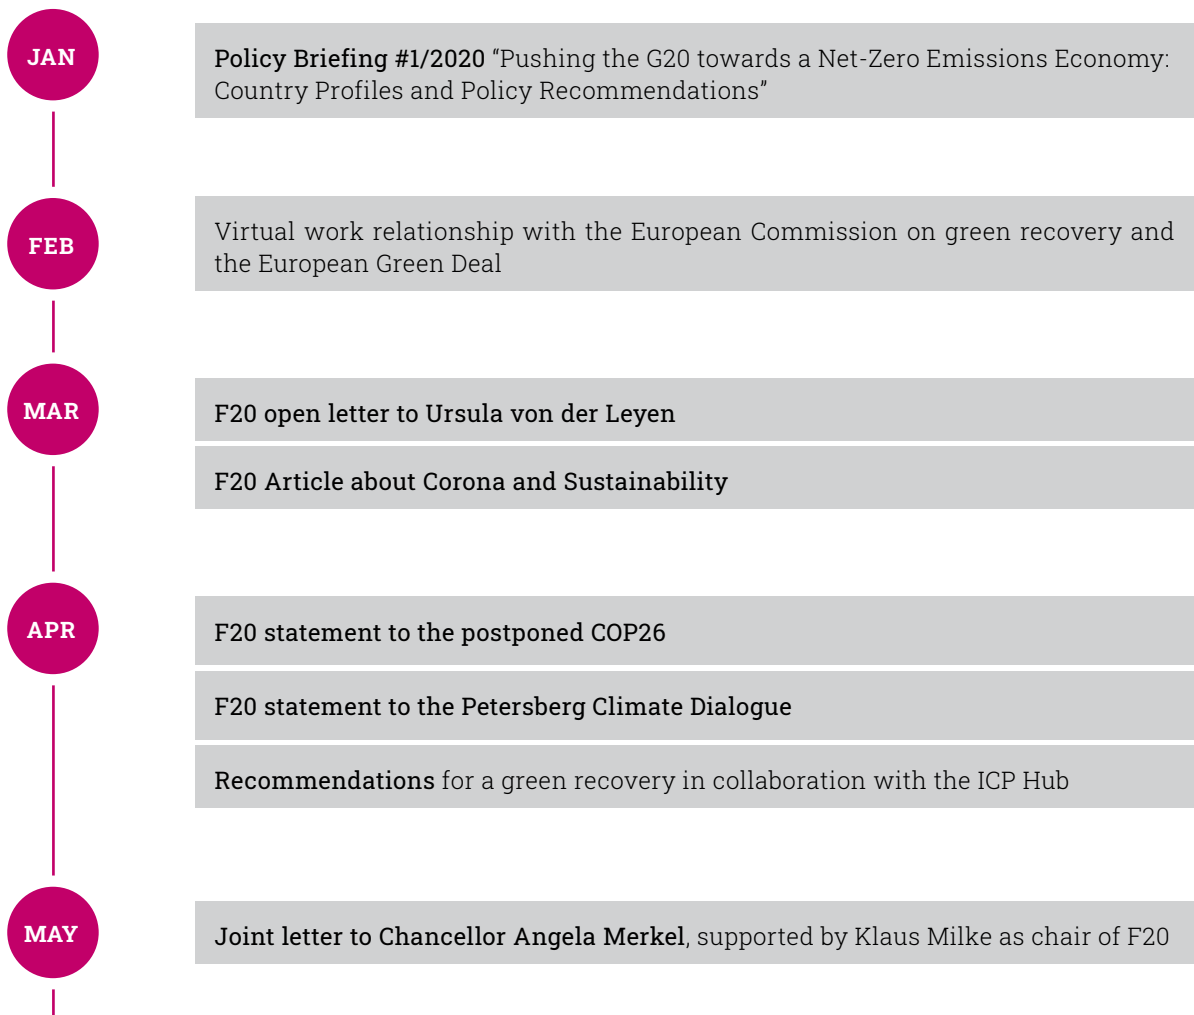 JAN
Policy Briefing #1/2020 “Pushing the G20 towards a Net-Zero Emissions Economy:
Country Profiles and Policy Recommendations”
FEB
Virtual work relationship with the European Commission on green recovery and
the European Green Deal
MAR
F20 open letter to Ursula von der Leyen
F20 Article about Corona and Sustainability
APR
F20 statement to the postponed COP26
F20 statement to the Petersberg Climate Dialogue
Recommendations for a green recovery in collaboration with the ICP Hub
MAY
Joint letter to Chancellor Angela Merkel, supported by Klaus Milke as chair of F20